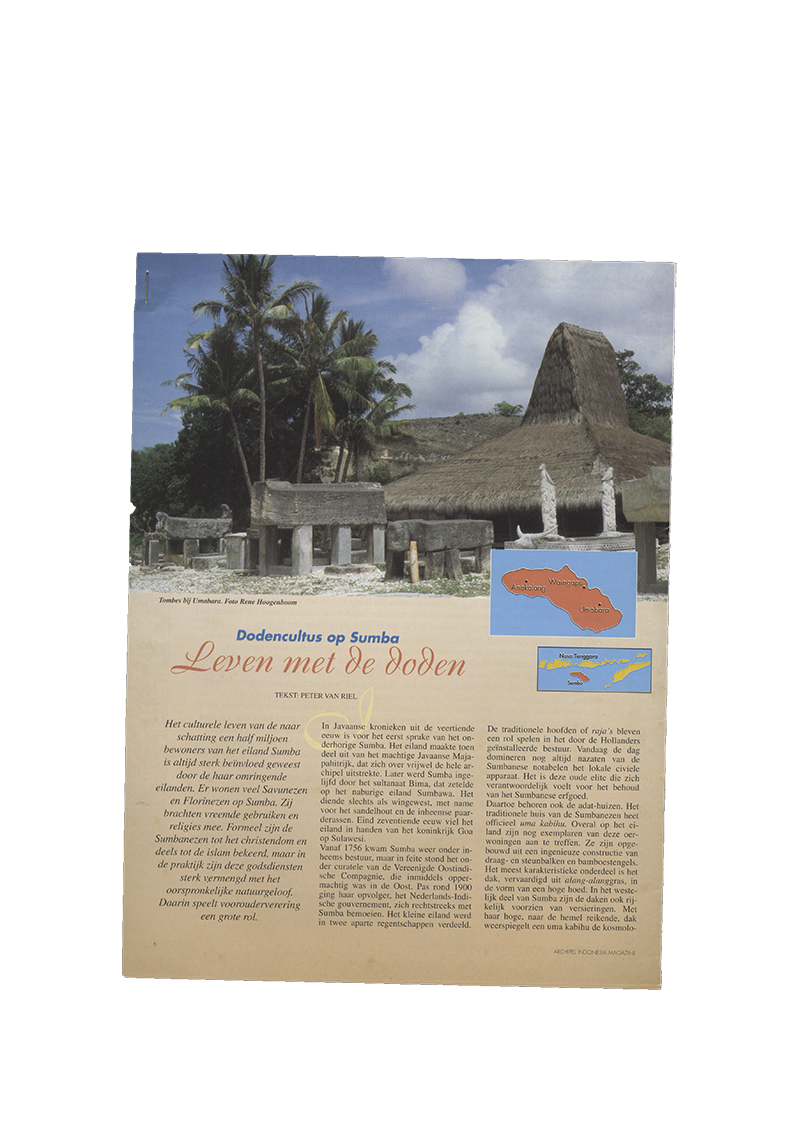 Tombes bij Umabara. Foto Rene Hoogenboom
Anakalang
Waingapu
Umabara
Nusa Tenggara
Sumba
Dodencultus op Sumba
Leven met de doden
TEKST: PETER VAN RIEL
Het culturele leven van de naar
schatting een half miljoen
bewoners van het eiland Sumba
is altijd sterk beïnvloed geweest
door de haar omringende
eilanden. Er wonen veel Savunezen
en Florinezen op Sumba. Zij
brachten vreemde gebruiken en
religies mee. Formeel zijn de
Sumbanezen tot het christendom en
deels tot de islam bekeerd, maar in
de praktijk zijn deze godsdiensten
sterk vermengd met het
oorspronkelijke natuurgeloof.
Daarin speelt voorouderverering
een grote rol.
In Javaanse kronieken uit de veertiende
eeuw is voor het eerst sprake van het on-
derhorige Sumba. Het eiland maakte toen
deel uit van het machtige Javaanse Maja-
pahitrijk, dat zich over vrijwel de hele ar-
chipel uitstrekte. Later werd Sumba inge-
lijfd door het sultanaat Bima, dat zetelde
op het naburige eiland Sumbawa. Het
diende slechts als wingewest, met name
voor het sandelhout en de inheemse paar-
derassen. Eind zeventiende eeuw viel het
eiland in handen van het koninkrijk Goa
op Sulawesi.
Vanaf 1756 kwam Sumba weer onder in-
heems bestuur, maar in feite stond het on-
der curatele van de Vereenigde Oostindi-
sche Compagnie, die inmiddels opper-
machtig was in de Oost. Pas rond 1900
ging haar opvolger, het Nederlands-Indi-
sche gouvernement, zich rechtstreeks met
Sumba bemoeien. Het kleine eiland werd
in twee aparte regentschappen verdeeld.
De traditionele hoofden of raja's bleven
een rol spelen in het door de Hollanders
geïnstalleerde bestuur. Vandaag de dag
domineren nog altijd nazaten van de
Sumbanese notabelen het lokale civiele
apparaat. Het is deze oude elite die zich
verantwoordelijk voelt voor het behoud
van het Sumbanese erfgoed.
Daartoe behoren ook de adat-huizen. Het
traditionele huis van de Sumbanezen heet
officieel uma kabihu. Overal op het ei-
land zijn nog exemplaren van deze oer-
woningen aan te treffen. Ze zijn opge-
bouwd uit een ingenieuze constructie van
draag- en steunbalken en bamboestengels.
Het meest karakteristieke onderdeel is het
dak, vervaardigd uit alang-alanggras, in
de vorm van een hoge hoed. In het weste-
lijk deel van Sumba zijn de daken ook rij-
kelijk voorzien van versieringen. Met
haar hoge, naar de hemel reikende, dak
weerspiegelt een uma kabihu de kosmolo-
ARCHIPEL INDONESIA MAGAZINE